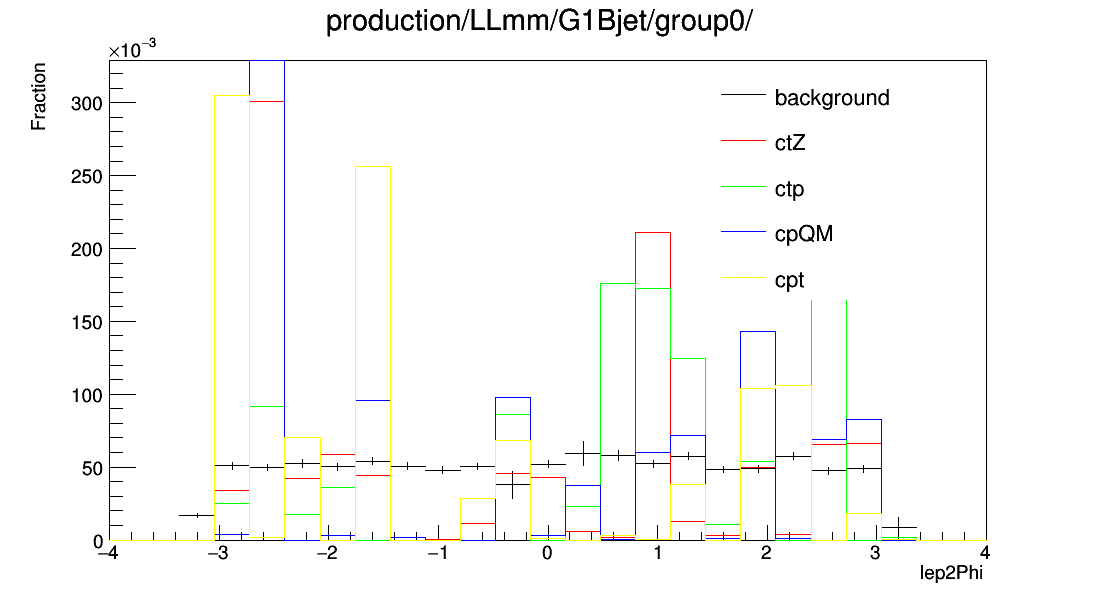 production/LLmm/G1Bjet/group0/
×10⁻³
Fraction
300
250
200
150
100
50
0
background
ctZ
ctp
cpQM
cpt
−4 −3 −2 −1 0 1 2 3 4
lep2Phi